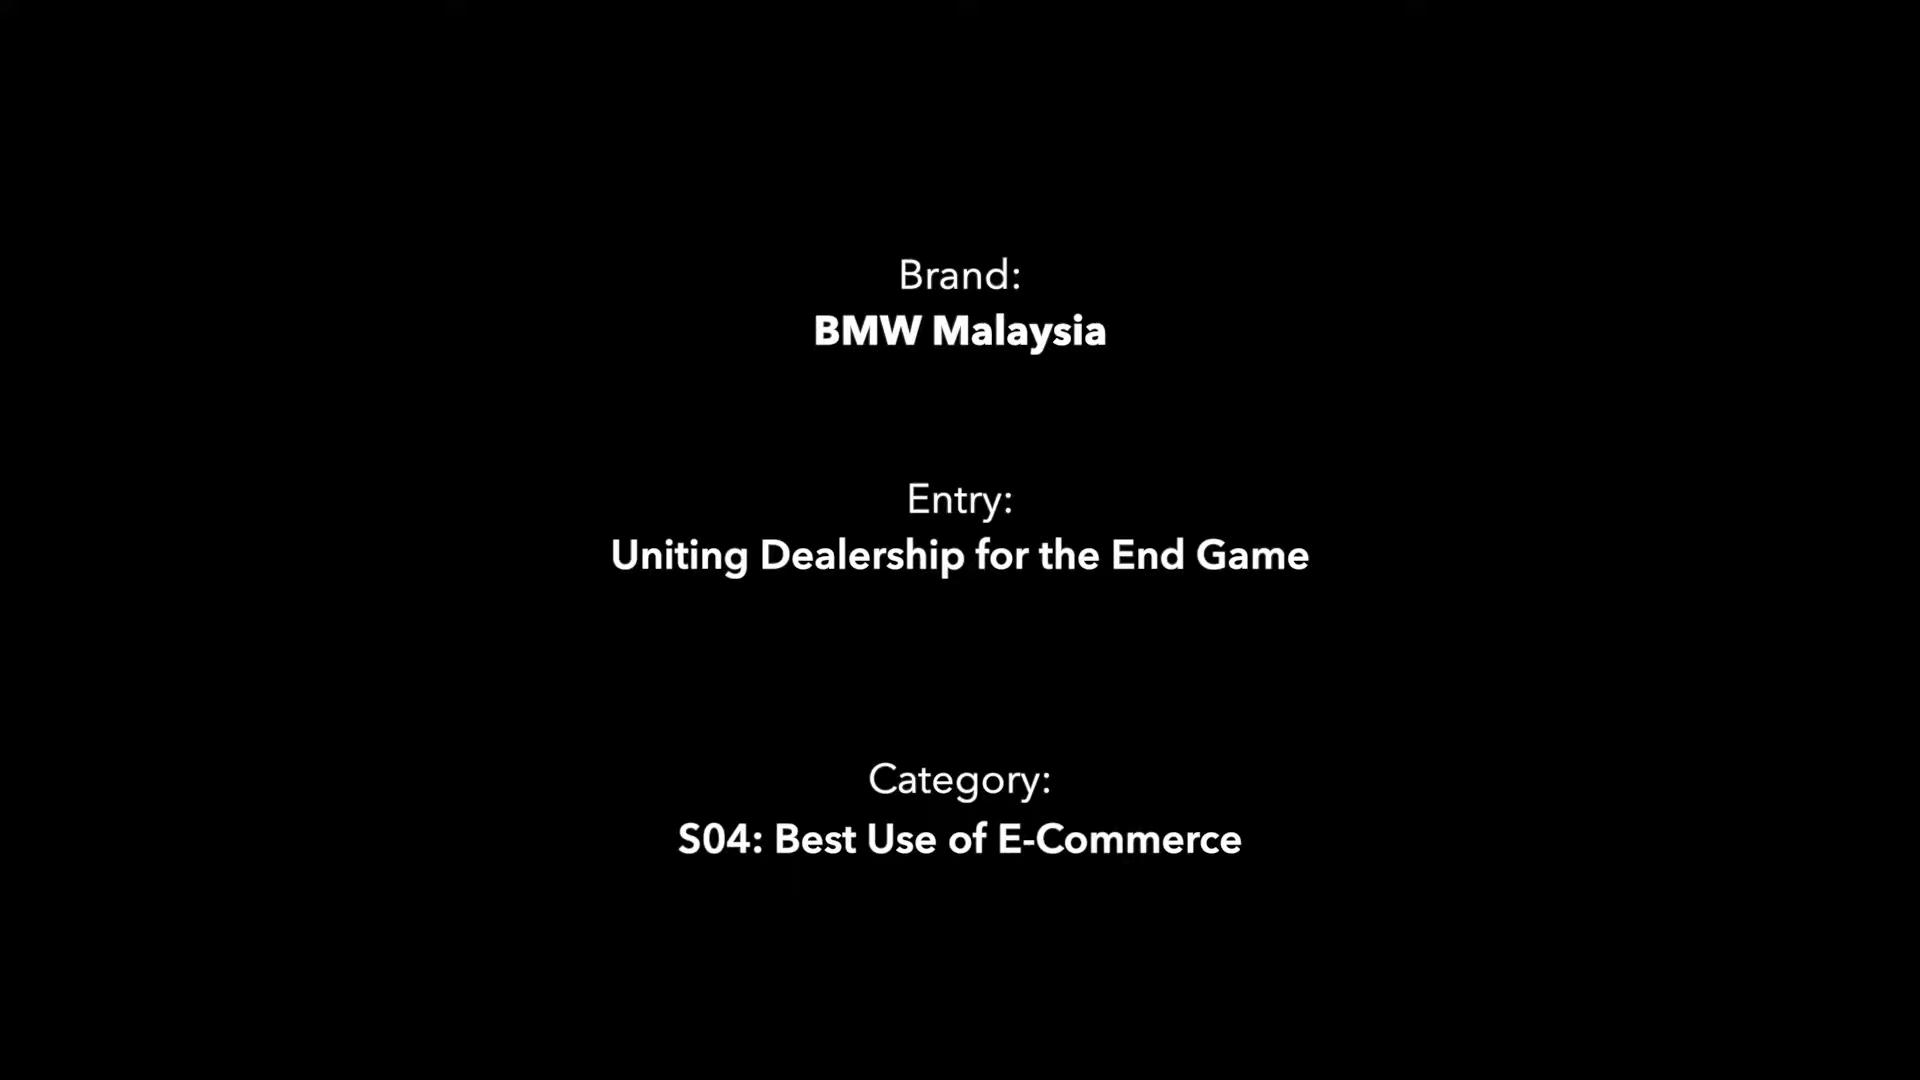 Brand:
BMW Malaysia
Entry:
Uniting Dealership for the End Game
Category:
S04: Best Use of E-Commerce